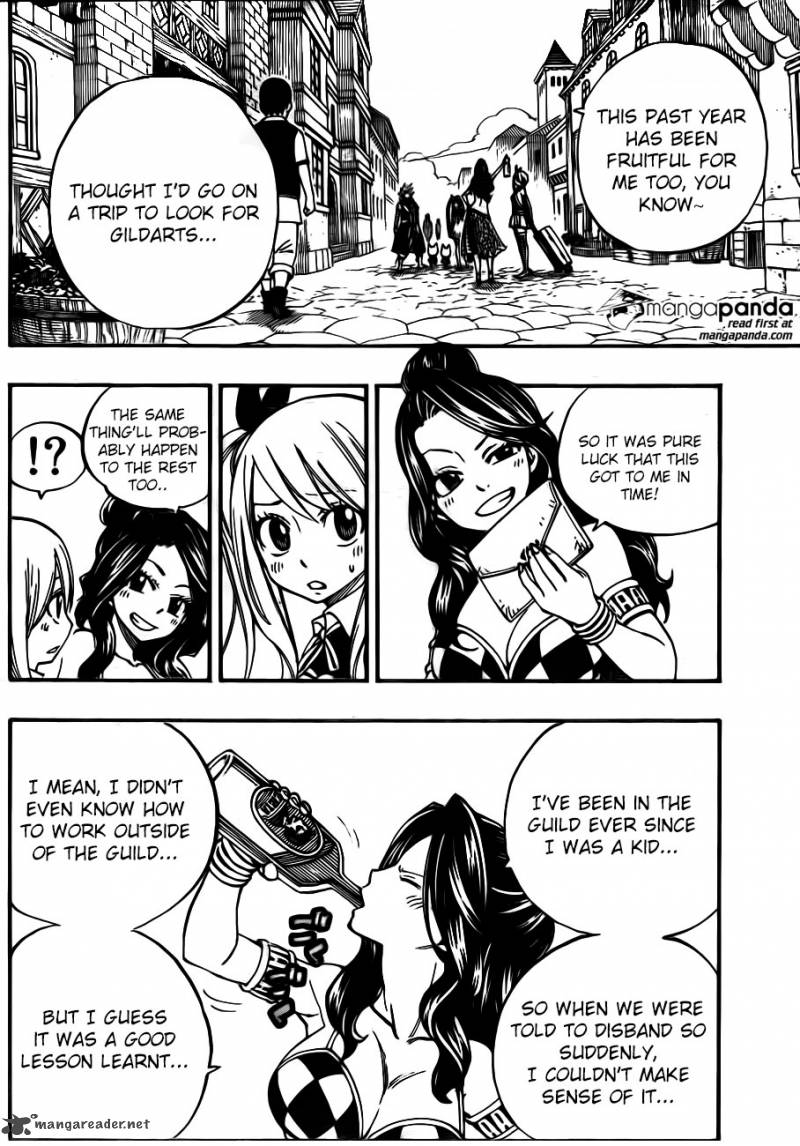 THIS PAST YEAR
HAS BEEN
FRUITFUL FOR
ME TOO, YOU
KNOW~
THOUGHT I'D GO ON
A TRIP TO LOOK FOR
GILDARTS...
mangapanda
read first at
mangapanda.com
SO IT WAS PURE
LUCK THAT THIS
GOT TO ME IN
TIME!
THE SAME
THING'LL PROB-
ABLY HAPPEN
TO THE REST
TOO..
!?
I'VE BEEN IN THE
GUILD EVER SINCE
I WAS A KID...
SO WHEN WE WERE
TOLD TO DISBAND SO
SUDDENLY,
I COULDN'T MAKE
SENSE OF IT...
I MEAN, I DIDN'T
EVEN KNOW HOW
TO WORK OUTSIDE
OF THE GUILD...
BUT I GUESS
IT WAS A GOOD
LESSON LEARNT...
mangareader.net